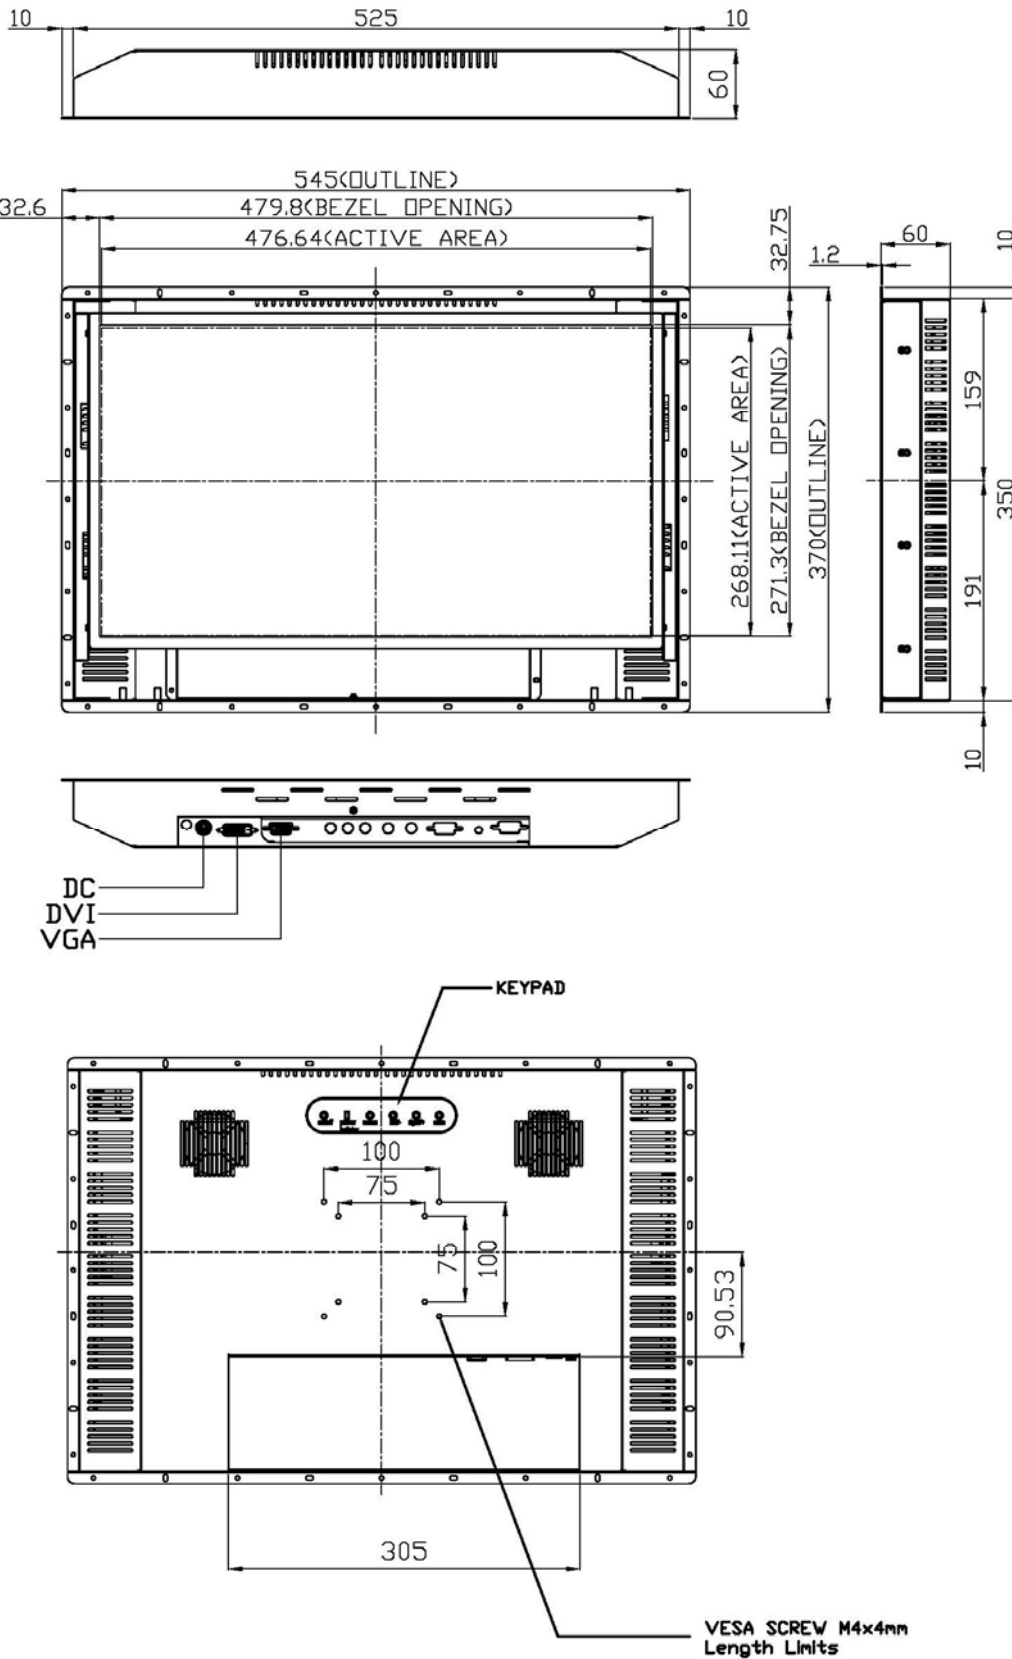 10
525
10
60
545(OUTLINE)
32.6
479.8(BEZEL OPENING)
476.64(ACTIVE AREA)
32.75
268.11(ACTIVE AREA)
271.3(BEZEL OPENING)
370(OUTLINE)
1.2
60
10
159
350
191
10
DC
DVI
VGA
KEYPAD
100
75
75
100
90.53
305
VESA SCREW M4x4mm
Length Limits